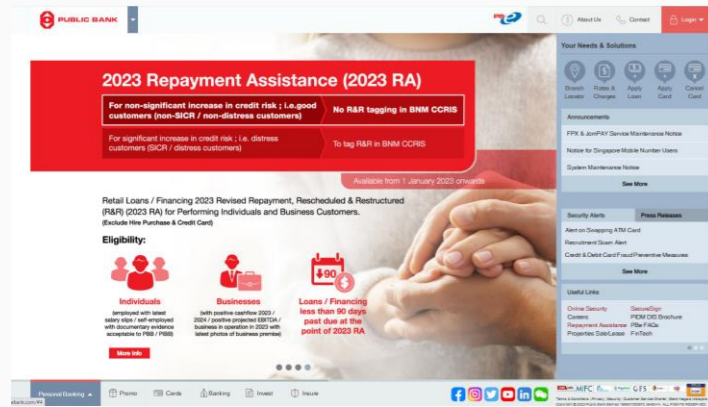 PUBLIC BANK
About Us
Contact
Login
2023 Repayment Assistance (2023 RA)
For non-significant increase in credit risk ; i.e.good
customers (non-SICR / non-distress customers)
No R&R tagging in BNM CCRIS
For significant increase in credit risk ; i.e. distress
customers (SICR / distress customers)
To tag R&R in BNM CCRIS
Available from 1 January 2023 onwards
Retail Loans / Financing 2023 Revised Repayment, Rescheduled & Restructured
(R&R) (2023 RA) for Performing Individuals and Business Customers.
(Exclude Hire Purchase & Credit Card)
Eligibility:
Individuals
(employed with latest
salary slips / self-employed
with documentary evidence
acceptable to PBB / PIBB)
Businesses
(with positive cashflow 2023 /
2024 / positive projected EBITDA /
business in operation in 2023 with
latest photos of business premise)
90
Loans / Financing
less than 90 days
past due at the
point of 2023 RA
More Info
Your Needs & Solutions
Branch
Locator
Rates &
Charges
Apply
Loan
Apply
Card
Cancel
Card
Announcements
FPX & JomPAY Service Maintenance Notice
Notice for Singapore Mobile Number Users
System Maintenance Notice
See More
Security Alerts
Press Releases
Alert on Swapping ATM Card
Recruitment Scam Alert
Credit & Debit Card Fraud Preventive Measures
See More
Useful Links
Online Security
SecureSign
Careers
PIDM DIS Brochure
Repayment Assistance
PBe FAQs
Properties Sale/Lease
FinTech
Personal Banking
Promo
Cards
Banking
Invest
Insure
MIFC
GFS